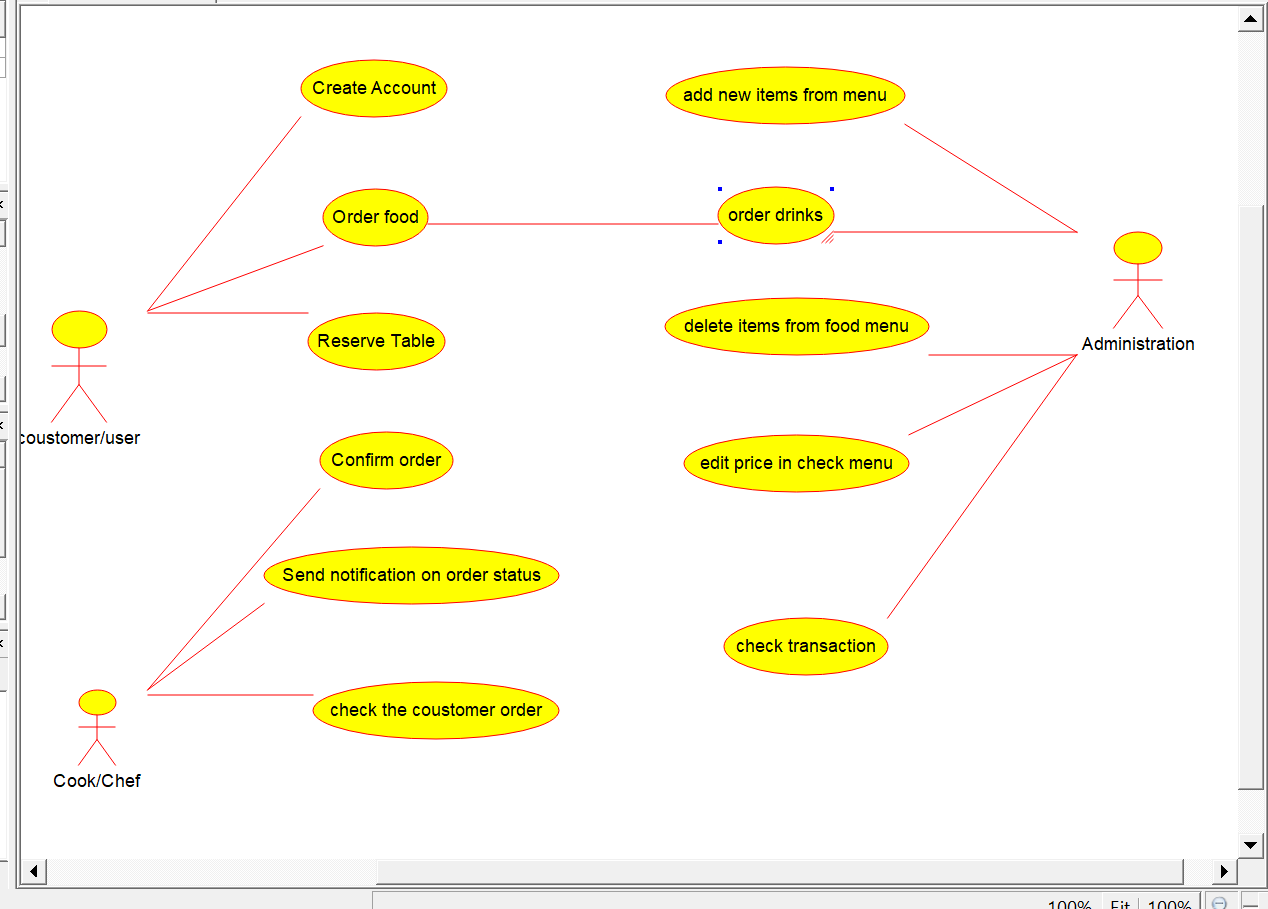 Create Account
add new items from menu
Order food
order drinks
Reserve Table
delete items from food menu
Administration
coustomer/user
Confirm order
edit price in check menu
Send notification on order status
check transaction
check the coustomer order
Cook/Chef
100% Fit 100%